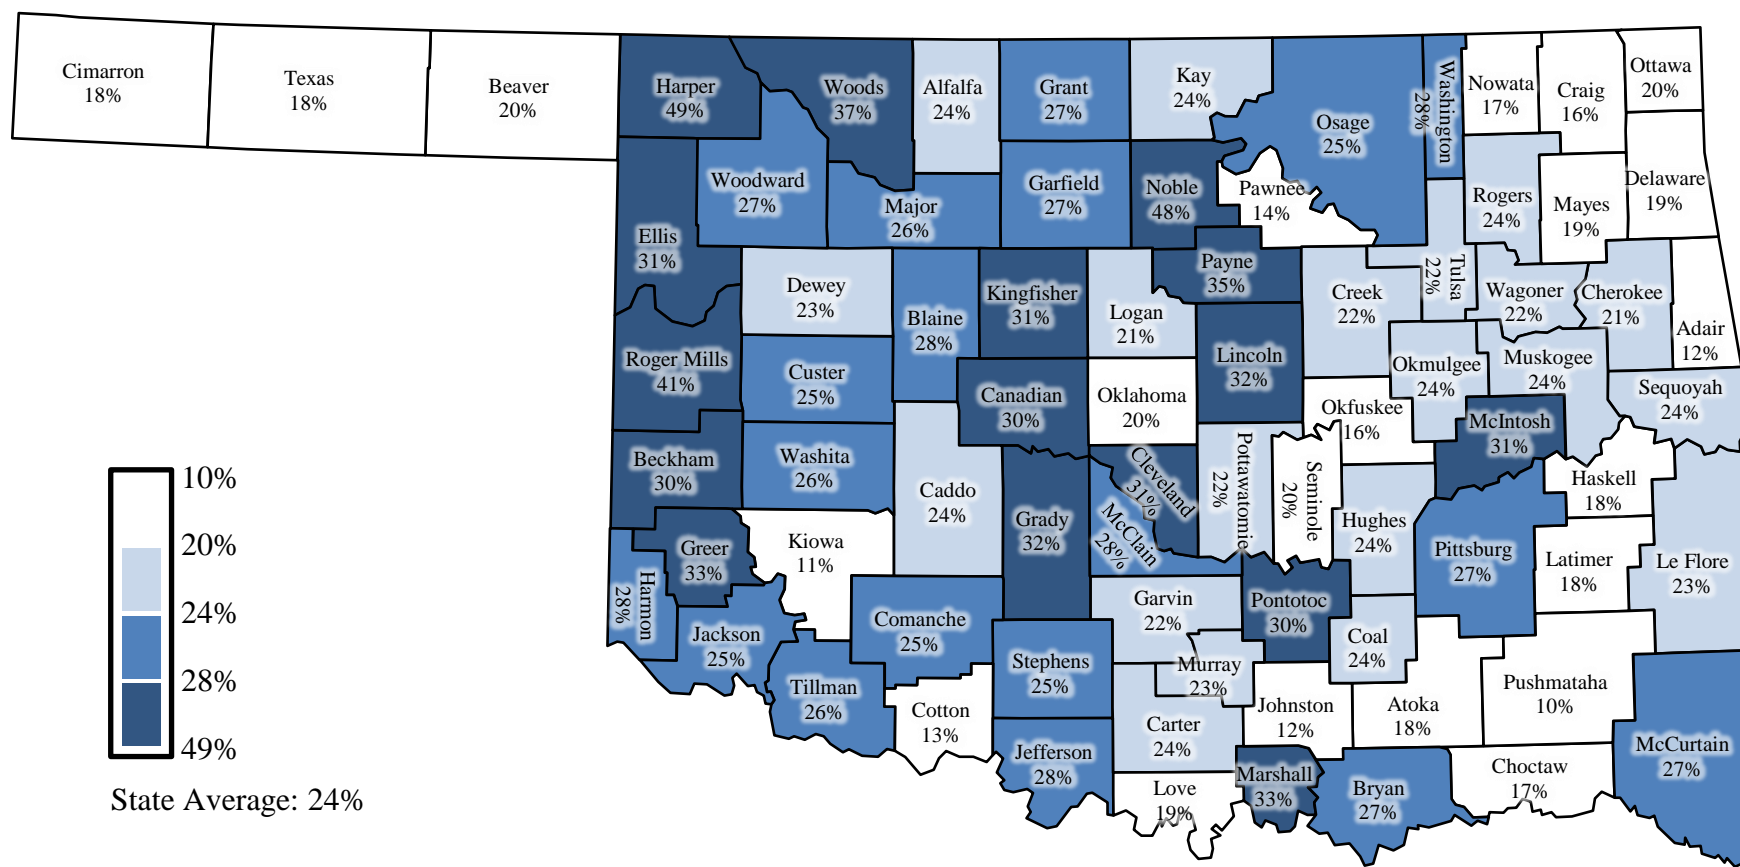 Cimarron
18%
Texas
18%
Beaver
20%
Harper
49%
Woods
37%
Alfalfa
24%
Grant
27%
Kay
24%
Osage
25%
Washington
28%
Nowata
17%
Craig
16%
Ottawa
20%
Woodward
27%
Major
26%
Garfield
27%
Noble
48%
Pawnee
14%
Rogers
24%
Mayes
19%
Delaware
19%
Ellis
31%
Dewey
23%
Blaine
28%
Kingfisher
31%
Logan
21%
Payne
35%
Creek
22%
Tulsa
22%
Wagoner
22%
Cherokee
21%
Adair
12%
Roger Mills
41%
Custer
25%
Canadian
30%
Oklahoma
20%
Lincoln
32%
Okfuskee
16%
Okmulgee
24%
Muskogee
24%
Sequoyah
24%
McIntosh
31%
Beckham
30%
Washita
26%
Caddo
24%
Grady
32%
Cleveland
31%
McClain
28%
Pottawatomie
22%
Seminole
20%
Hughes
24%
Pittsburg
27%
Haskell
18%
Latimer
18%
Le Flore
23%
Greer
33%
Kiowa
11%
Harmon
28%
Jackson
25%
Tillman
26%
Comanche
25%
Cotton
13%
Stephens
25%
Jefferson
28%
Garvin
22%
Murray
23%
Carter
24%
Love
19%
Pontotoc
30%
Coal
24%
Johnston
12%
Atoka
18%
Pushmataha
10%
Marshall
33%
Bryan
27%
Choctaw
17%
McCurtain
27%
10%
20%
24%
28%
49%
State Average: 24%